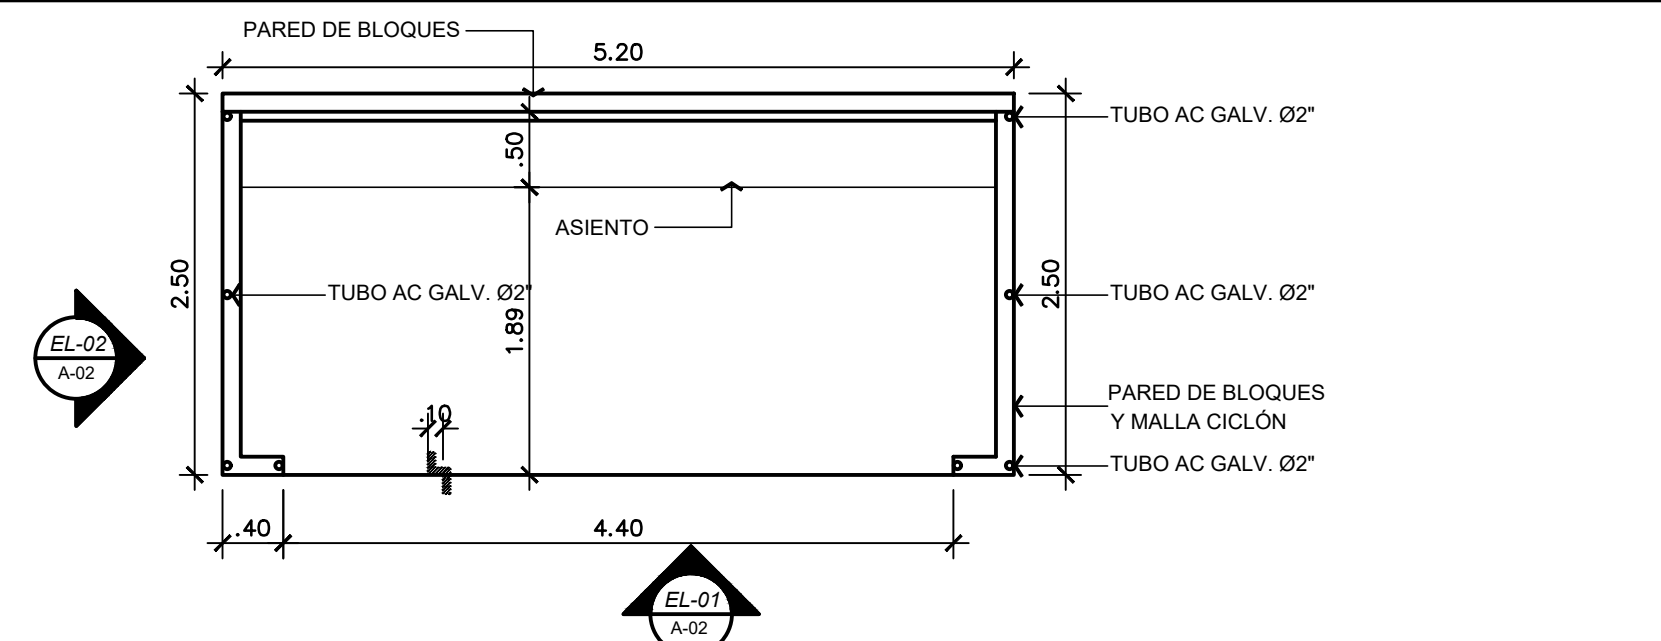 PARED DE BLOQUES
5.20
TUBO AC GALV. Ø2"
.50
ASIENTO
2.50
TUBO AC GALV. Ø2"
2.50
TUBO AC GALV. Ø2"
1.89
EL-02
A-02
PARED DE BLOQUES
Y MALLA CICLÓN
.10
TUBO AC GALV. Ø2"
.40
4.40
EL-01
A-02